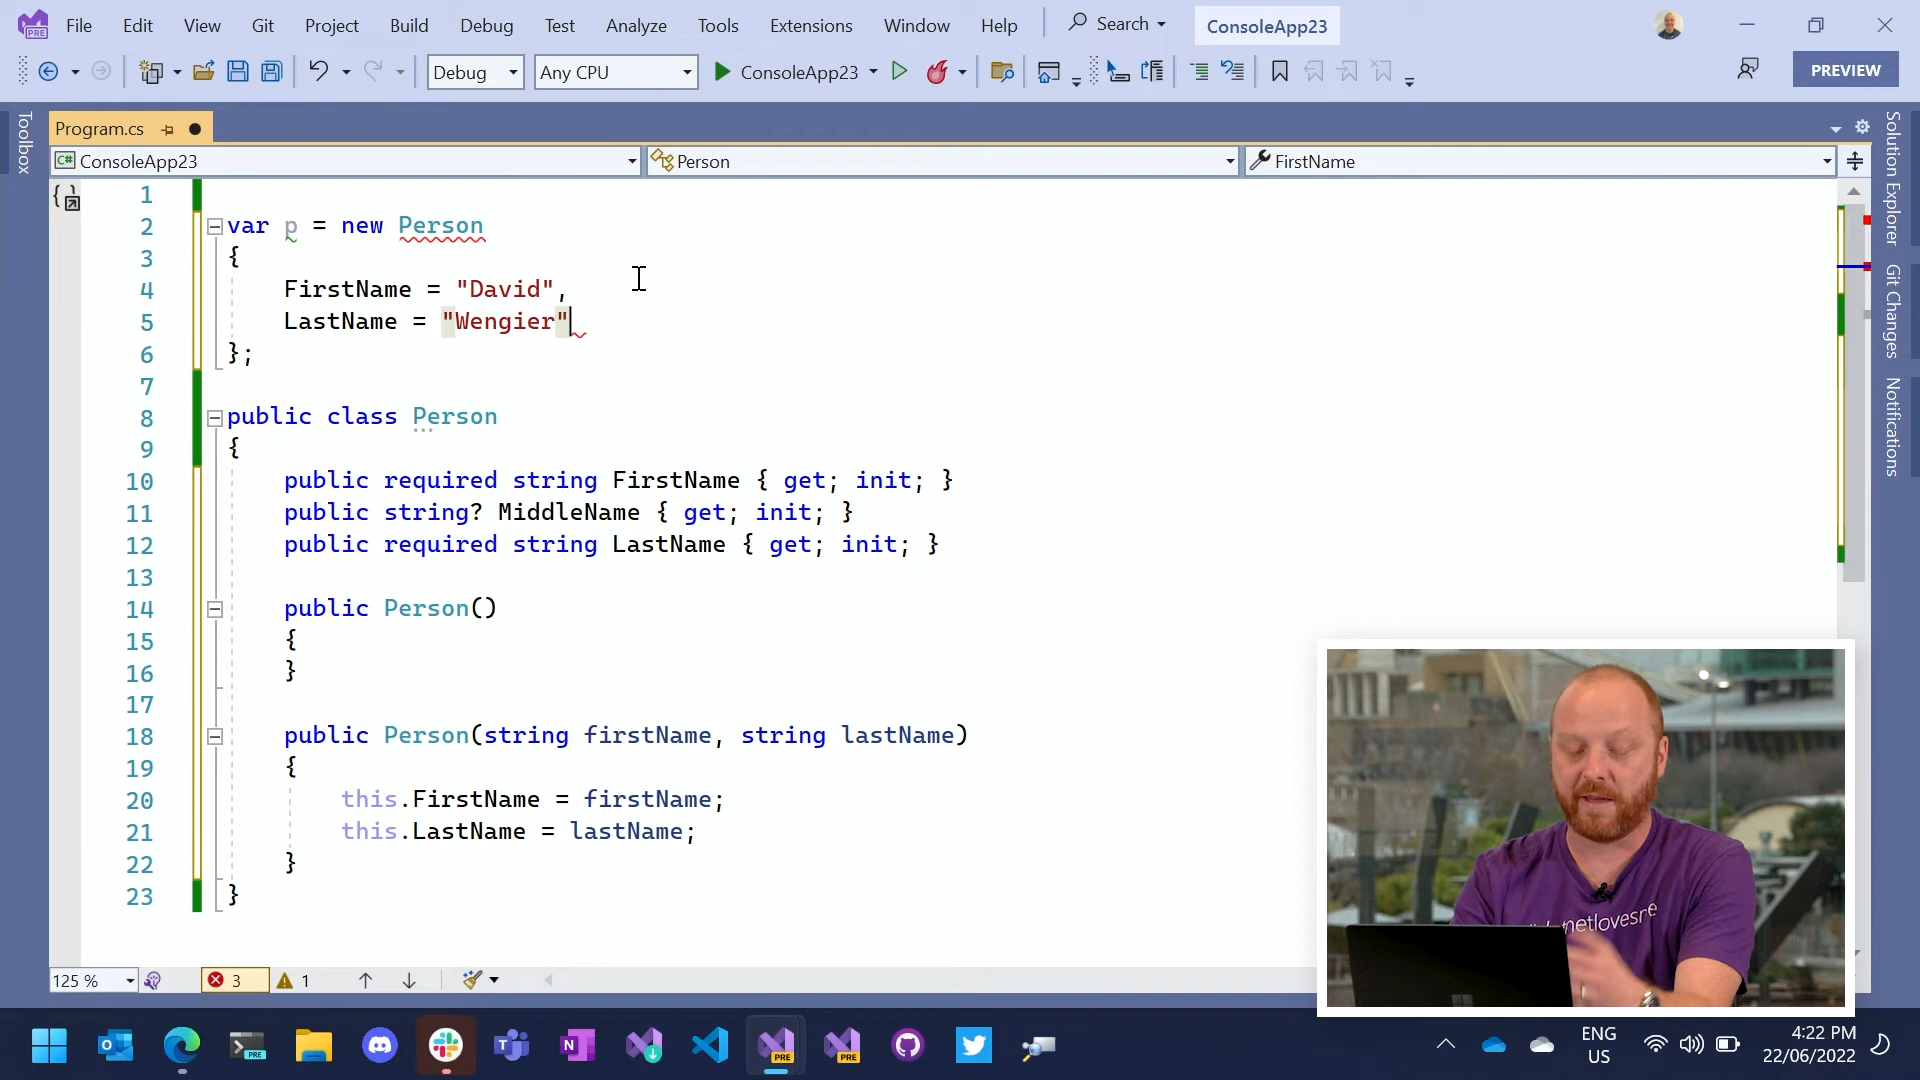 File Edit View Git Project Build Debug Test Analyze Tools Extensions Window Help Search ConsoleApp23
Debug Any CPU ConsoleApp23 PREVIEW
Toolbox
Program.cs
ConsoleApp23 Person FirstName
1
2 var p = new Person
3 {
4 FirstName = "David",
5 LastName = "Wengier"
6 };
7
8 public class Person
9 {
10 public required string FirstName { get; init; }
11 public string? MiddleName { get; init; }
12 public required string LastName { get; init; }
13
14 public Person()
15 {
16 }
17
18 public Person(string firstName, string lastName)
19 {
20 this.FirstName = firstName;
21 this.LastName = lastName;
22 }
23 }
Solution Explorer
Git Changes
Notifications
125 % 3 1
ENG
US
4:22 PM
22/06/2022